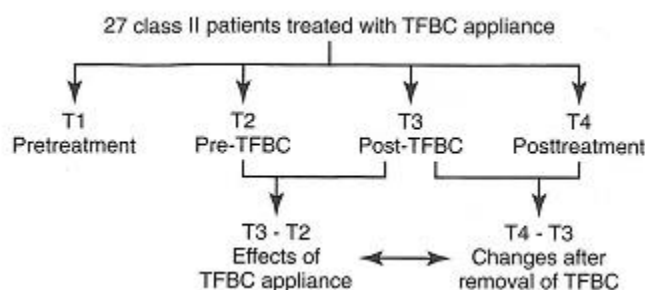 27 class II patients treated with TFBC appliance
T1 T2 T3 T4
Pretreatment Pre-TFBC Post-TFBC Posttreatment
T3 - T2 T4 - T3
Effects of Changes after
TFBC appliance removal of TFBC